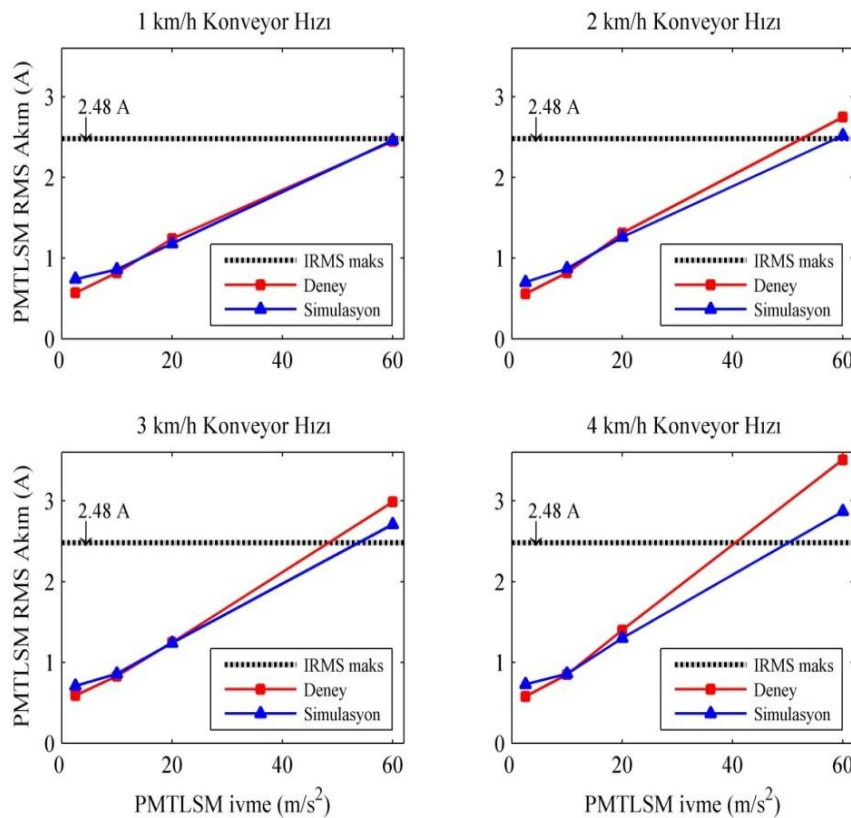 1 km/h Konveyor Hızı
2 km/h Konveyor Hızı
PMTLSM RMS Akım (A)
3
2
1
0
2.48 A
IRMS maks
Deney
Simulasyon
0 20 40 60
3
2
1
0
2.48 A
IRMS maks
Deney
Simulasyon
0 20 40 60
3 km/h Konveyor Hızı
4 km/h Konveyor Hızı
PMTLSM RMS Akım (A)
3
2
1
0
2.48 A
IRMS maks
Deney
Simulasyon
0 20 40 60
PMTLSM ivme (m/s²)
3
2
1
0
2.48 A
IRMS maks
Deney
Simulasyon
0 20 40 60
PMTLSM ivme (m/s²)